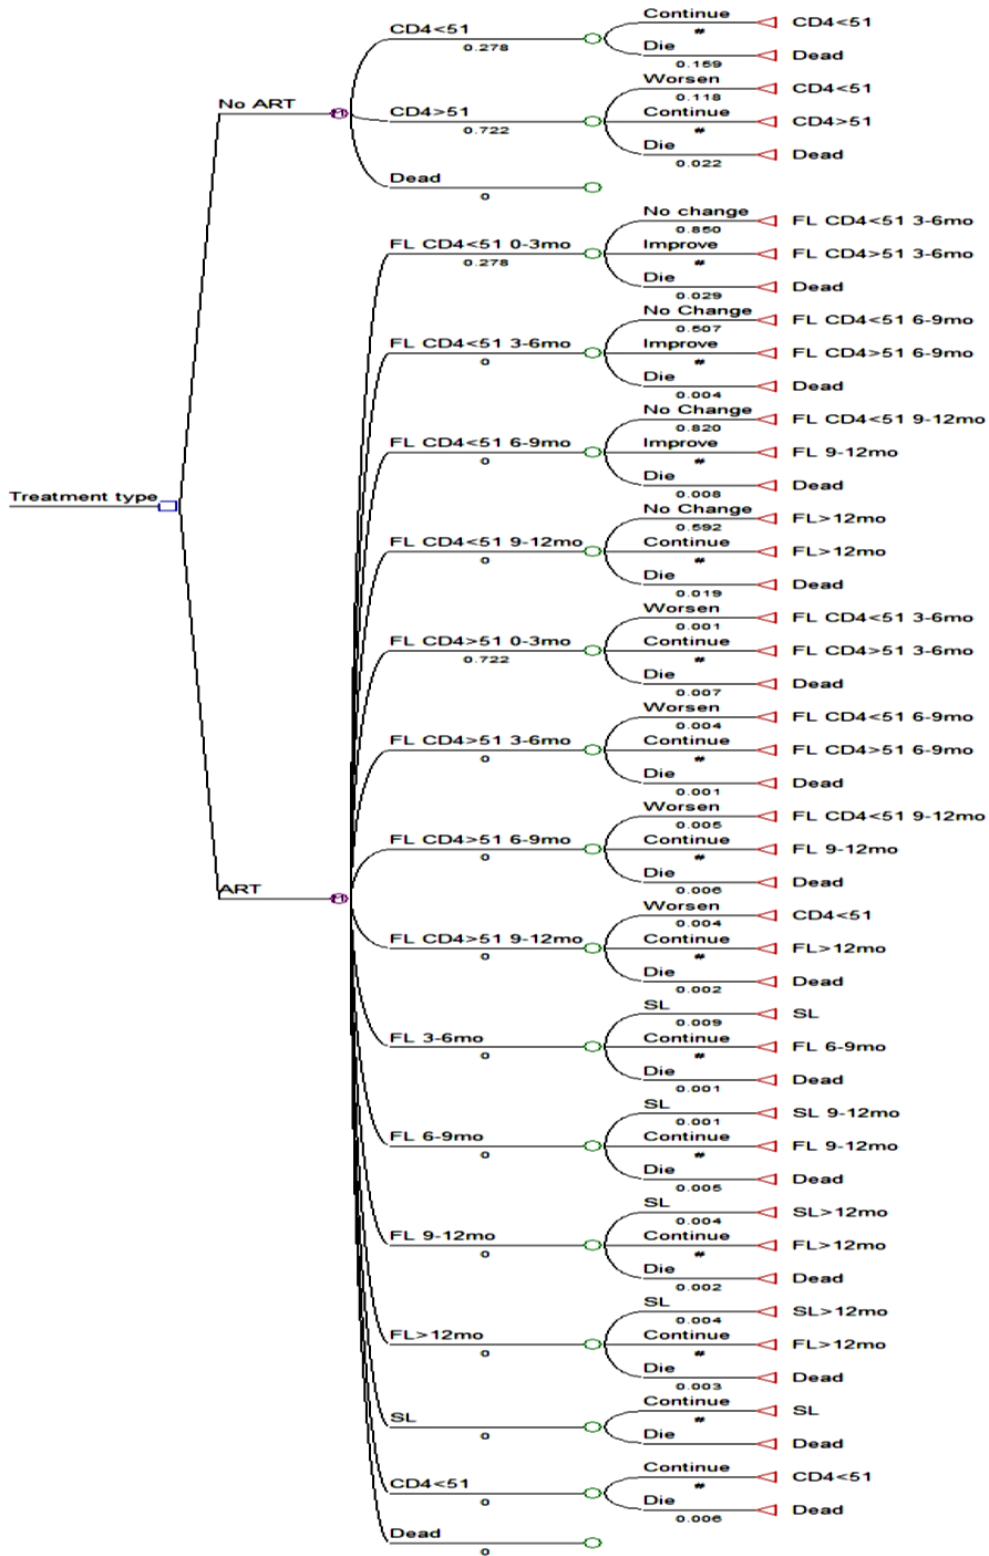 Treatment type
No ART
CD4<51
0.278
Continue
#
CD4<51
Die
0.159
Dead
CD4>51
0.722
Worsen
0.118
CD4<51
Continue
#
CD4>51
Die
0.022
Dead
Dead
0
ART
FL CD4<51 0-3mo
0.278
No change
0.850
FL CD4<51 3-6mo
Improve
#
FL CD4>51 3-6mo
Die
0.029
Dead
FL CD4<51 3-6mo
0
No Change
0.507
FL CD4<51 6-9mo
Improve
#
FL CD4>51 6-9mo
Die
0.004
Dead
FL CD4<51 6-9mo
0
No Change
0.820
FL CD4<51 9-12mo
Improve
#
FL 9-12mo
Die
0.008
Dead
FL CD4<51 9-12mo
0
No Change
0.592
FL>12mo
Continue
#
FL>12mo
Die
0.019
Dead
FL CD4>51 0-3mo
0.722
Worsen
0.001
FL CD4<51 3-6mo
Continue
#
FL CD4>51 3-6mo
Die
0.007
Dead
FL CD4>51 3-6mo
0
Worsen
0.004
FL CD4<51 6-9mo
Continue
#
FL CD4>51 6-9mo
Die
0.001
Dead
FL CD4>51 6-9mo
0
Worsen
0.005
FL CD4<51 9-12mo
Continue
#
FL 9-12mo
Die
0.006
Dead
FL CD4>51 9-12mo
0
Worsen
0.004
CD4<51
Continue
#
FL>12mo
Die
0.002
Dead
FL 3-6mo
0
SL
0.009
SL
Continue
#
FL 6-9mo
Die
0.001
Dead
FL 6-9mo
0
SL
0.001
SL 9-12mo
Continue
#
FL 9-12mo
Die
0.005
Dead
FL 9-12mo
0
SL
0.004
SL>12mo
Continue
#
FL>12mo
Die
0.002
Dead
FL>12mo
0
SL
0.004
SL>12mo
Continue
#
FL>12mo
Die
0.003
Dead
SL
0
Continue
#
SL
Die
Dead
CD4<51
0
Continue
#
CD4<51
Die
0.006
Dead
Dead
0